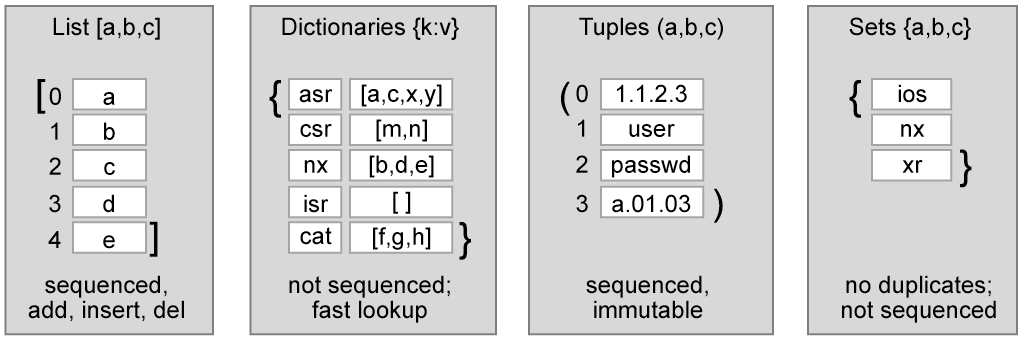 List [a,b,c]
[ 0 a
1 b
2 c
3 d
4 e ]
sequenced,
add, insert, del
Dictionaries {k:v}
{ asr [a,c,x,y]
csr [m,n]
nx [b,d,e]
isr [ ]
cat [f,g,h] }
not sequenced;
fast lookup
Tuples (a,b,c)
( 0 1.1.2.3
1 user
2 passwd
3 a.01.03 )
sequenced,
immutable
Sets {a,b,c}
{ ios
nx
xr }
no duplicates;
not sequenced